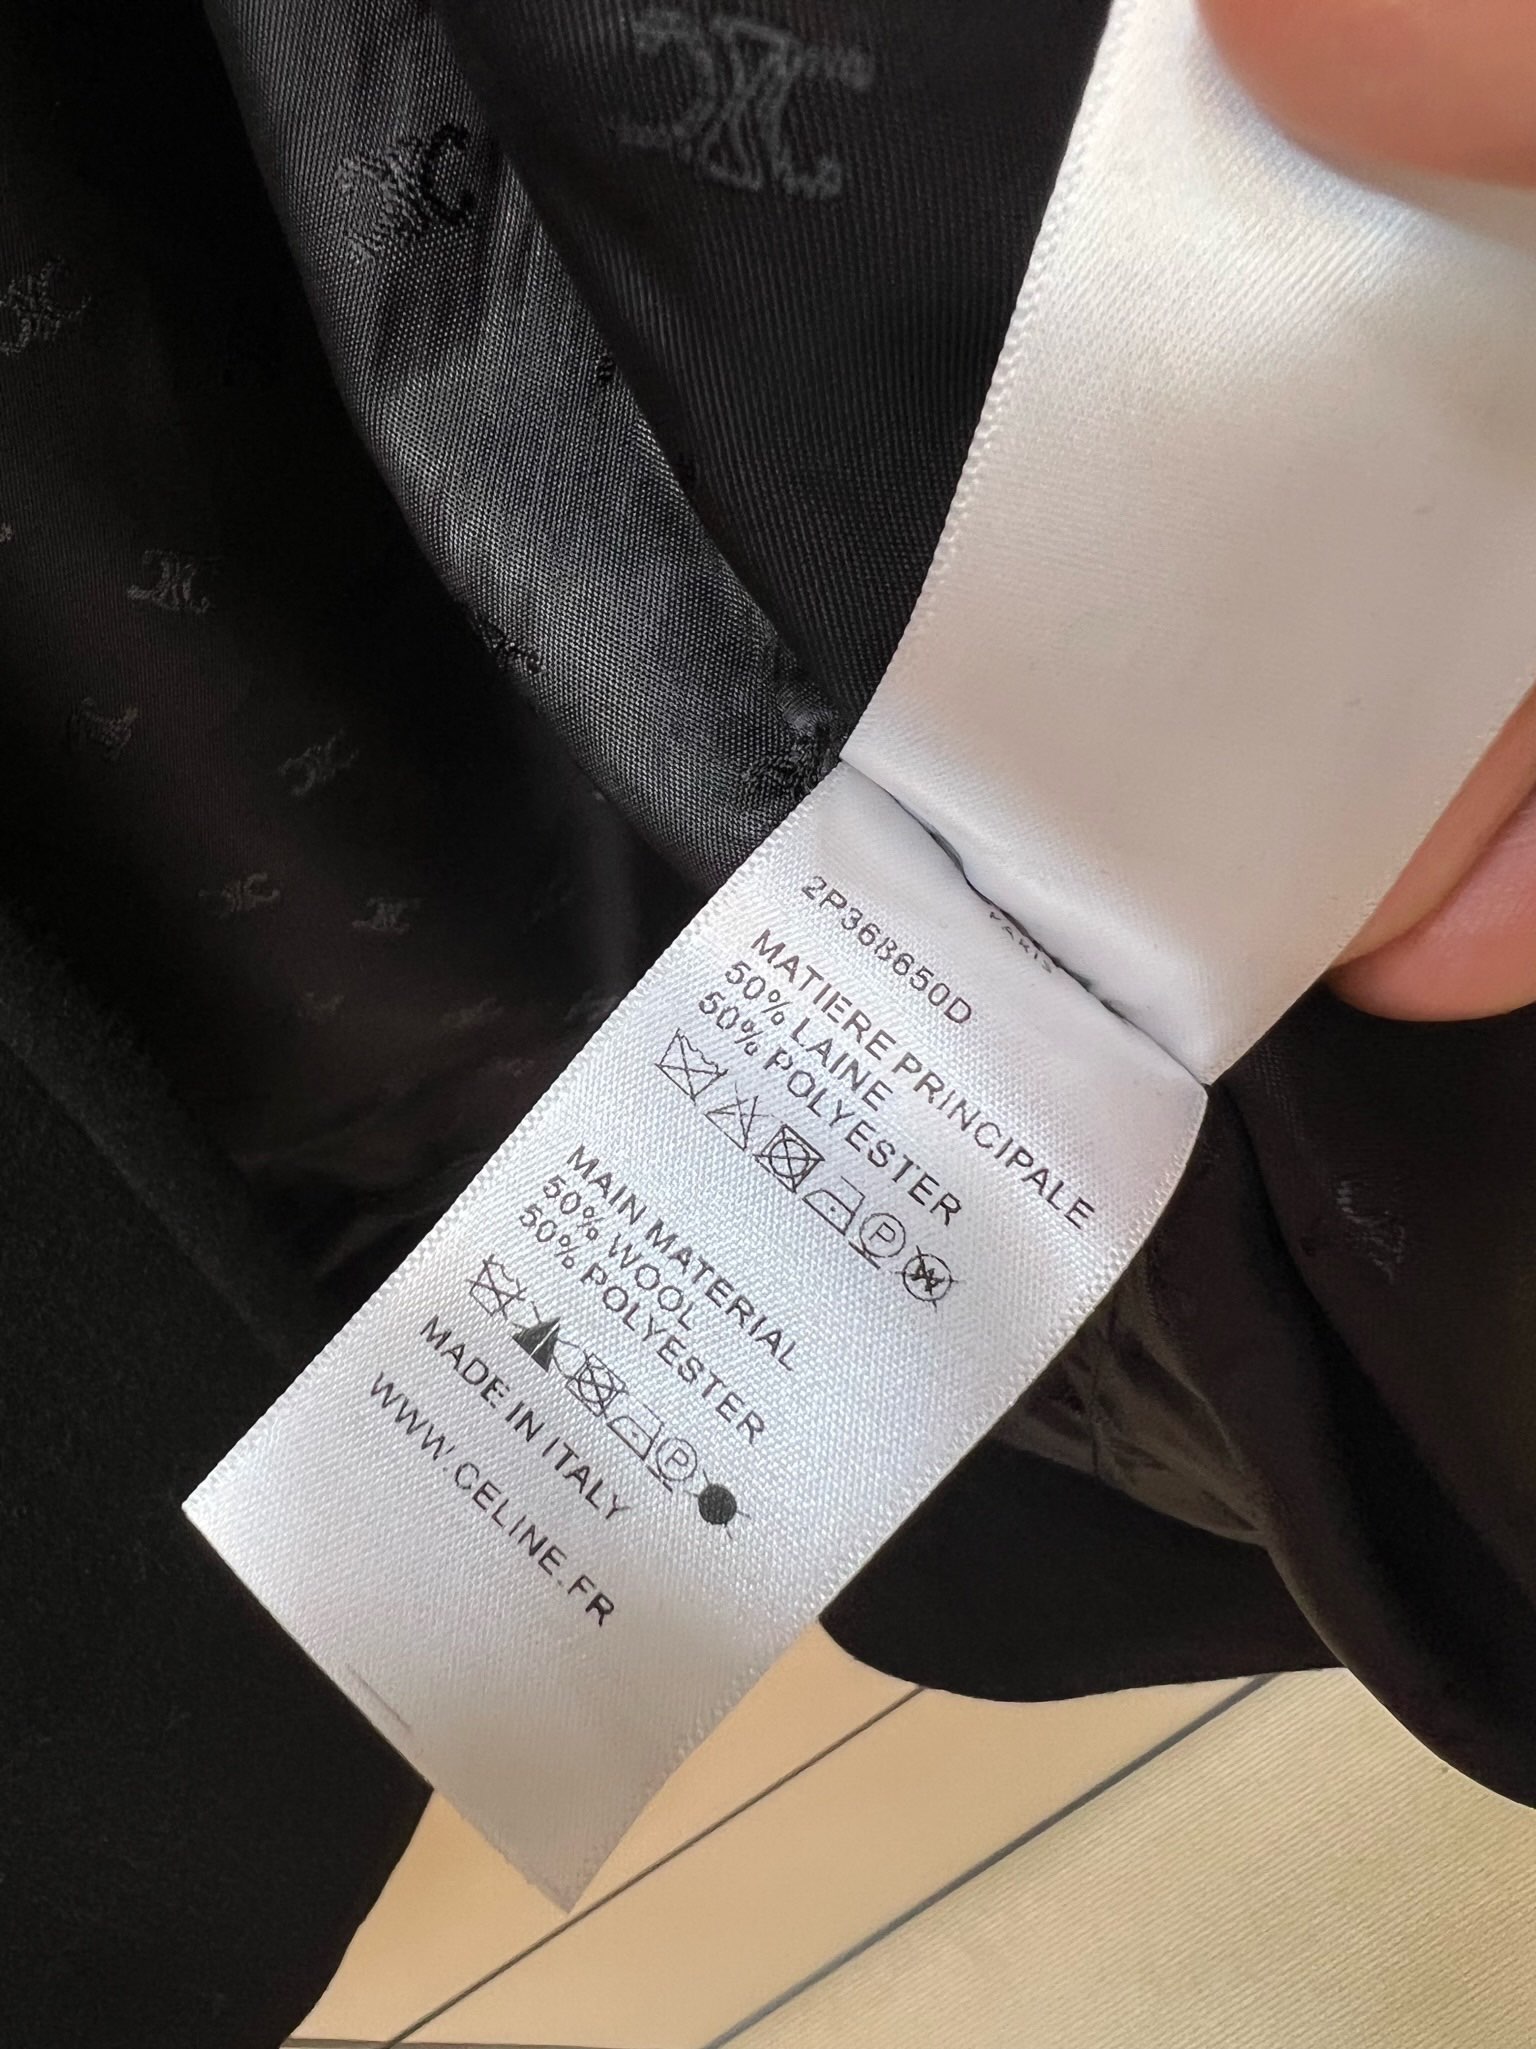 PARIS
2P368650D
MATIERE PRINCIPALE
50% LAINE
50% POLYESTER
P W
MAIN MATERIAL
50% WOOL
50% POLYESTER
P
MADE IN ITALY
WWW.CELINE.FR